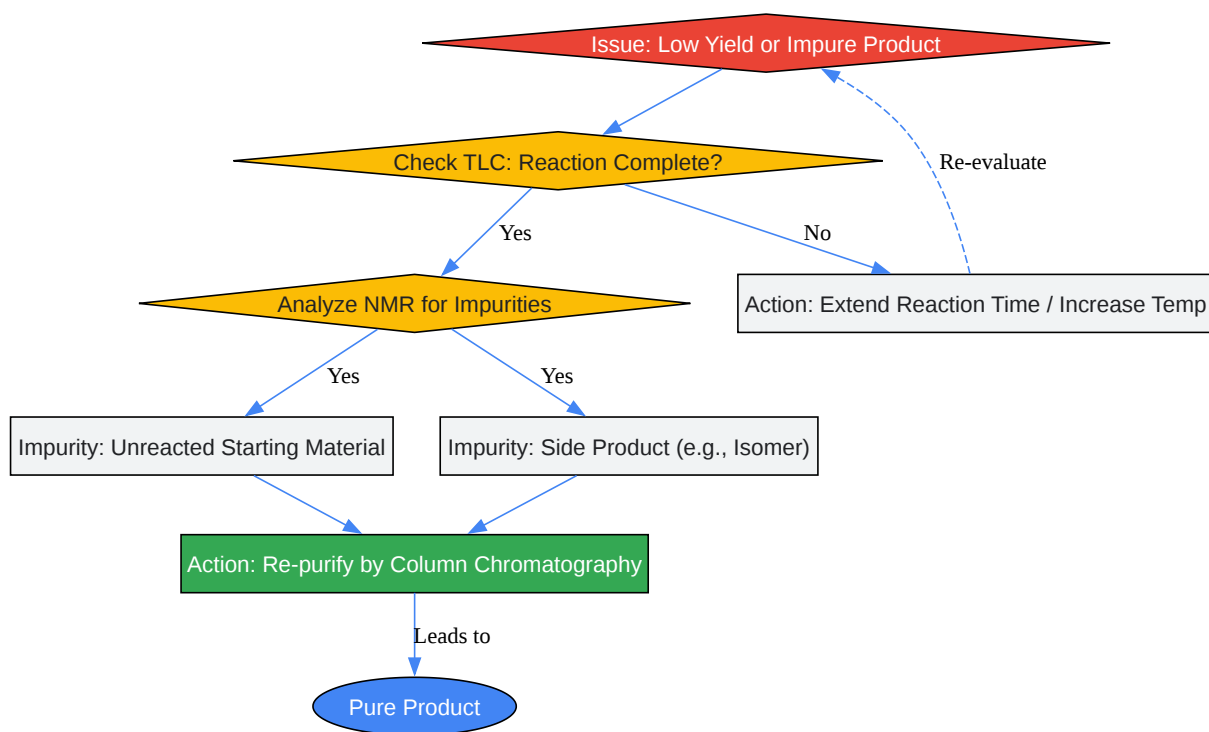 Issue: Low Yield or Impure Product
Check TLC: Reaction Complete?
Re-evaluate
Yes
No
Analyze NMR for Impurities
Action: Extend Reaction Time / Increase Temp
Yes
Yes
Impurity: Unreacted Starting Material
Impurity: Side Product (e.g., Isomer)
Action: Re-purify by Column Chromatography
Leads to
Pure Product